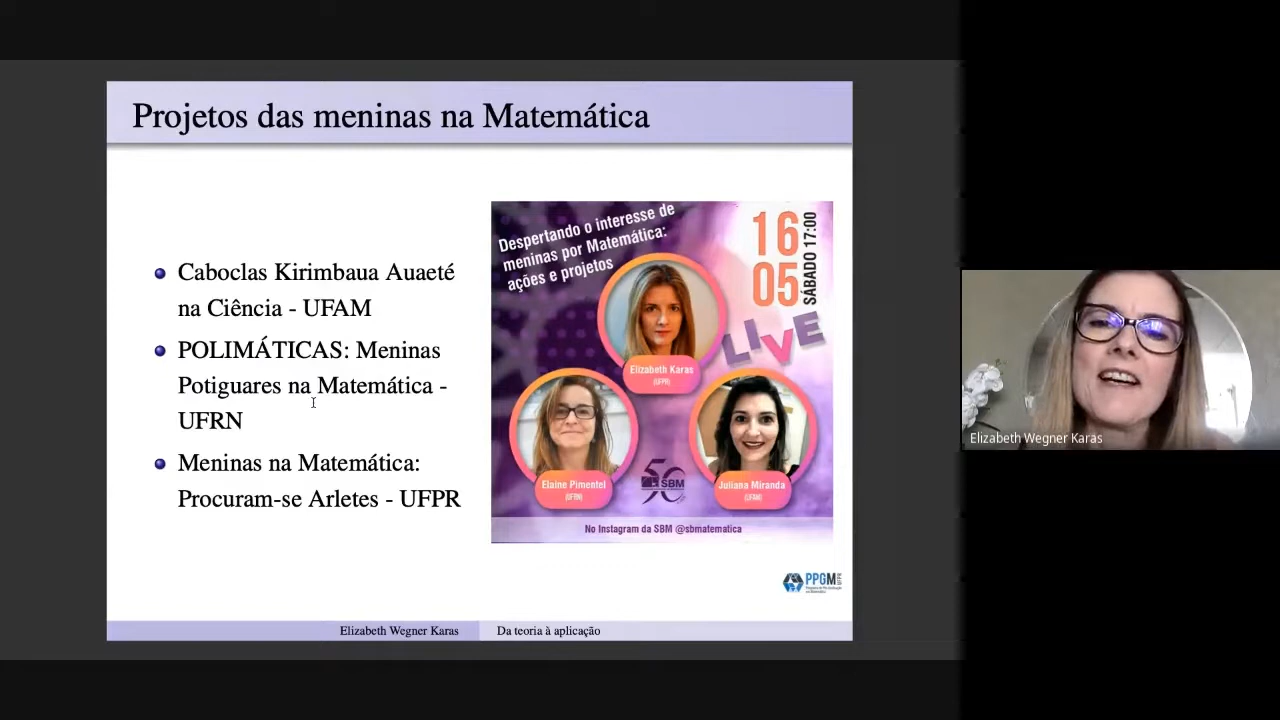 Projetos das meninas na Matemática
Caboclas Kirimbaua Auaeté
na Ciência - UFAM
POLIMÁTICAS: Meninas
Potiguares na Matemática -
UFRN
Meninas na Matemática:
Procuram-se Arletes - UFPR
Despertando o interesse de
meninas por Matemática:
ações e projetos
16
05
SÁBADO 17:00
LIVE
Elizabeth Karas
(UFPR)
Elaine Pimentel
(UFRN)
Juliana Miranda
(UFAM)
50
SBM
No Instagram da SBM @sbmatematica
PPGM
UFPR
Elizabeth Wegner Karas
Da teoria à aplicação
Elizabeth Wegner Karas